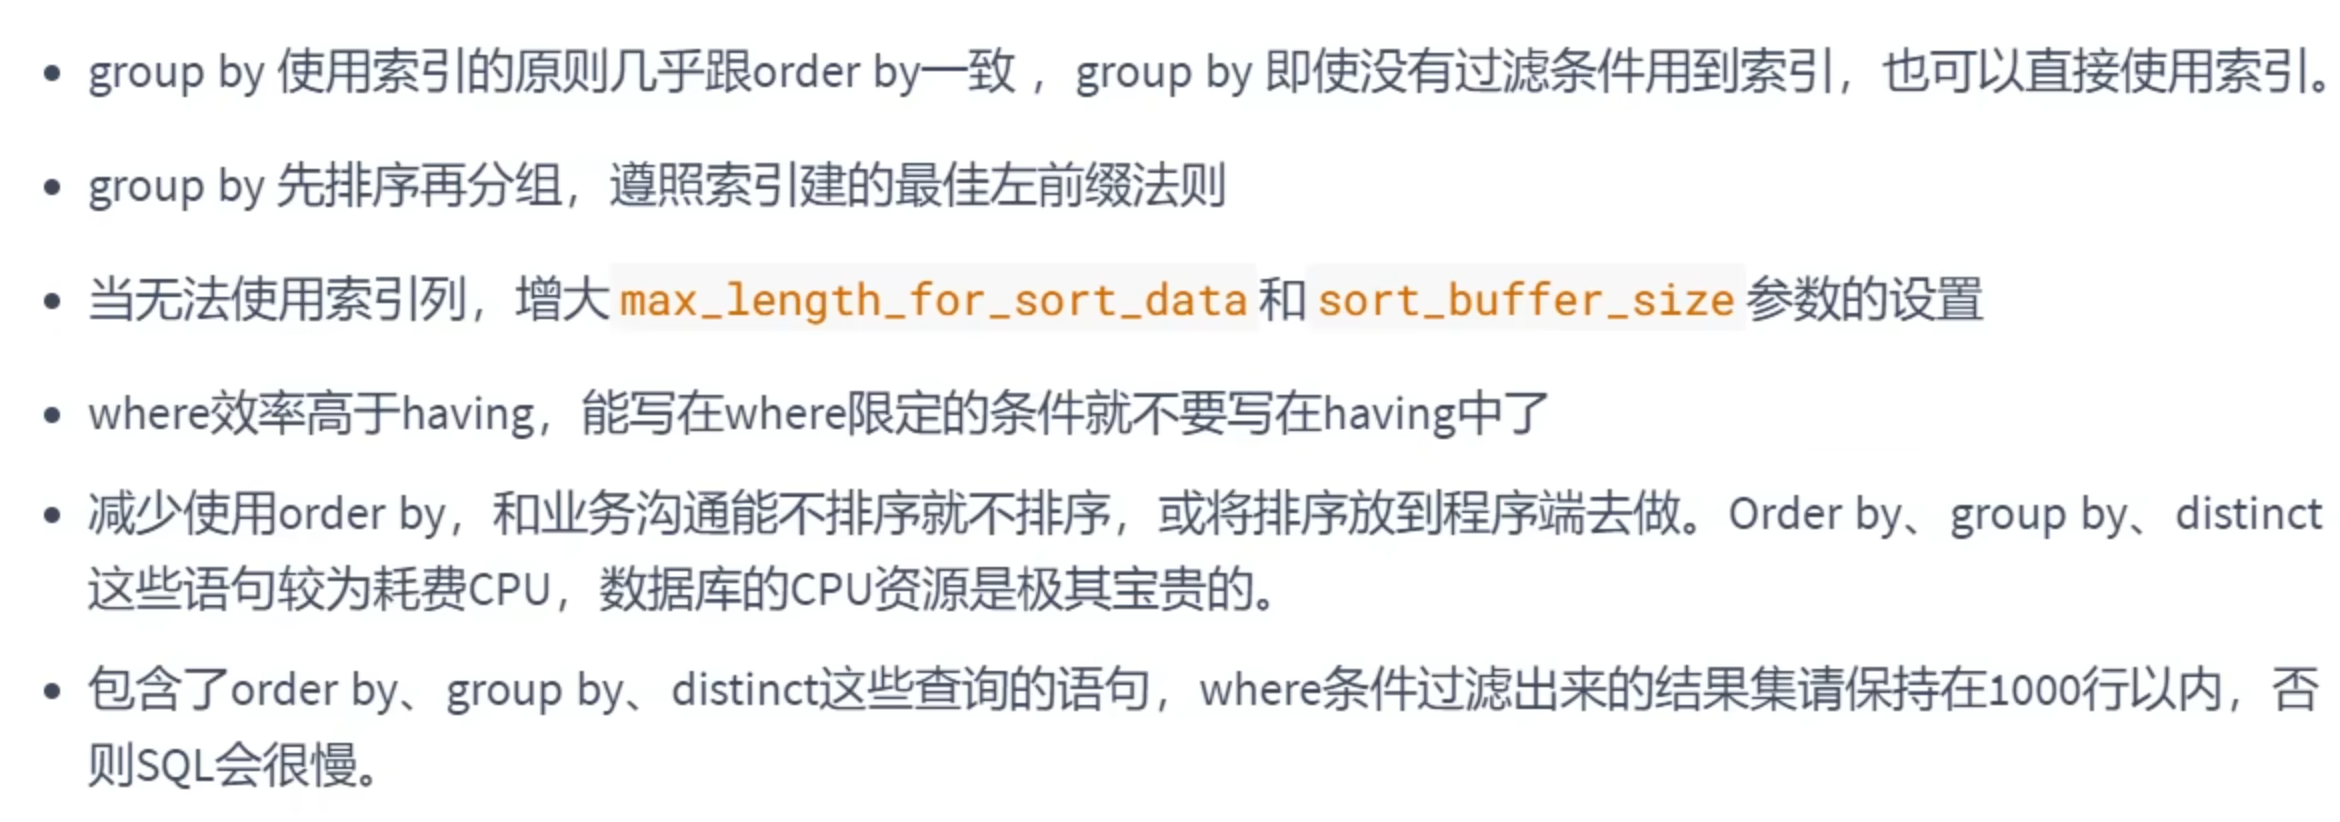 • group by 使用索引的原则几乎跟order by一致 ，group by 即使没有过滤条件用到索引，也可以直接使用索引。
• group by 先排序再分组，遵照索引建的最佳左前缀法则
• 当无法使用索引列，增大 max_length_for_sort_data 和 sort_buffer_size 参数的设置
• where效率高于having，能写在where限定的条件就不要写在having中了
• 减少使用order by，和业务沟通能不排序就不排序，或将排序放到程序端去做。Order by、group by、distinct
这些语句较为耗费CPU，数据库的CPU资源是极其宝贵的。
• 包含了order by、group by、distinct这些查询的语句，where条件过滤出来的结果集请保持在1000行以内，否
则SQL会很慢。